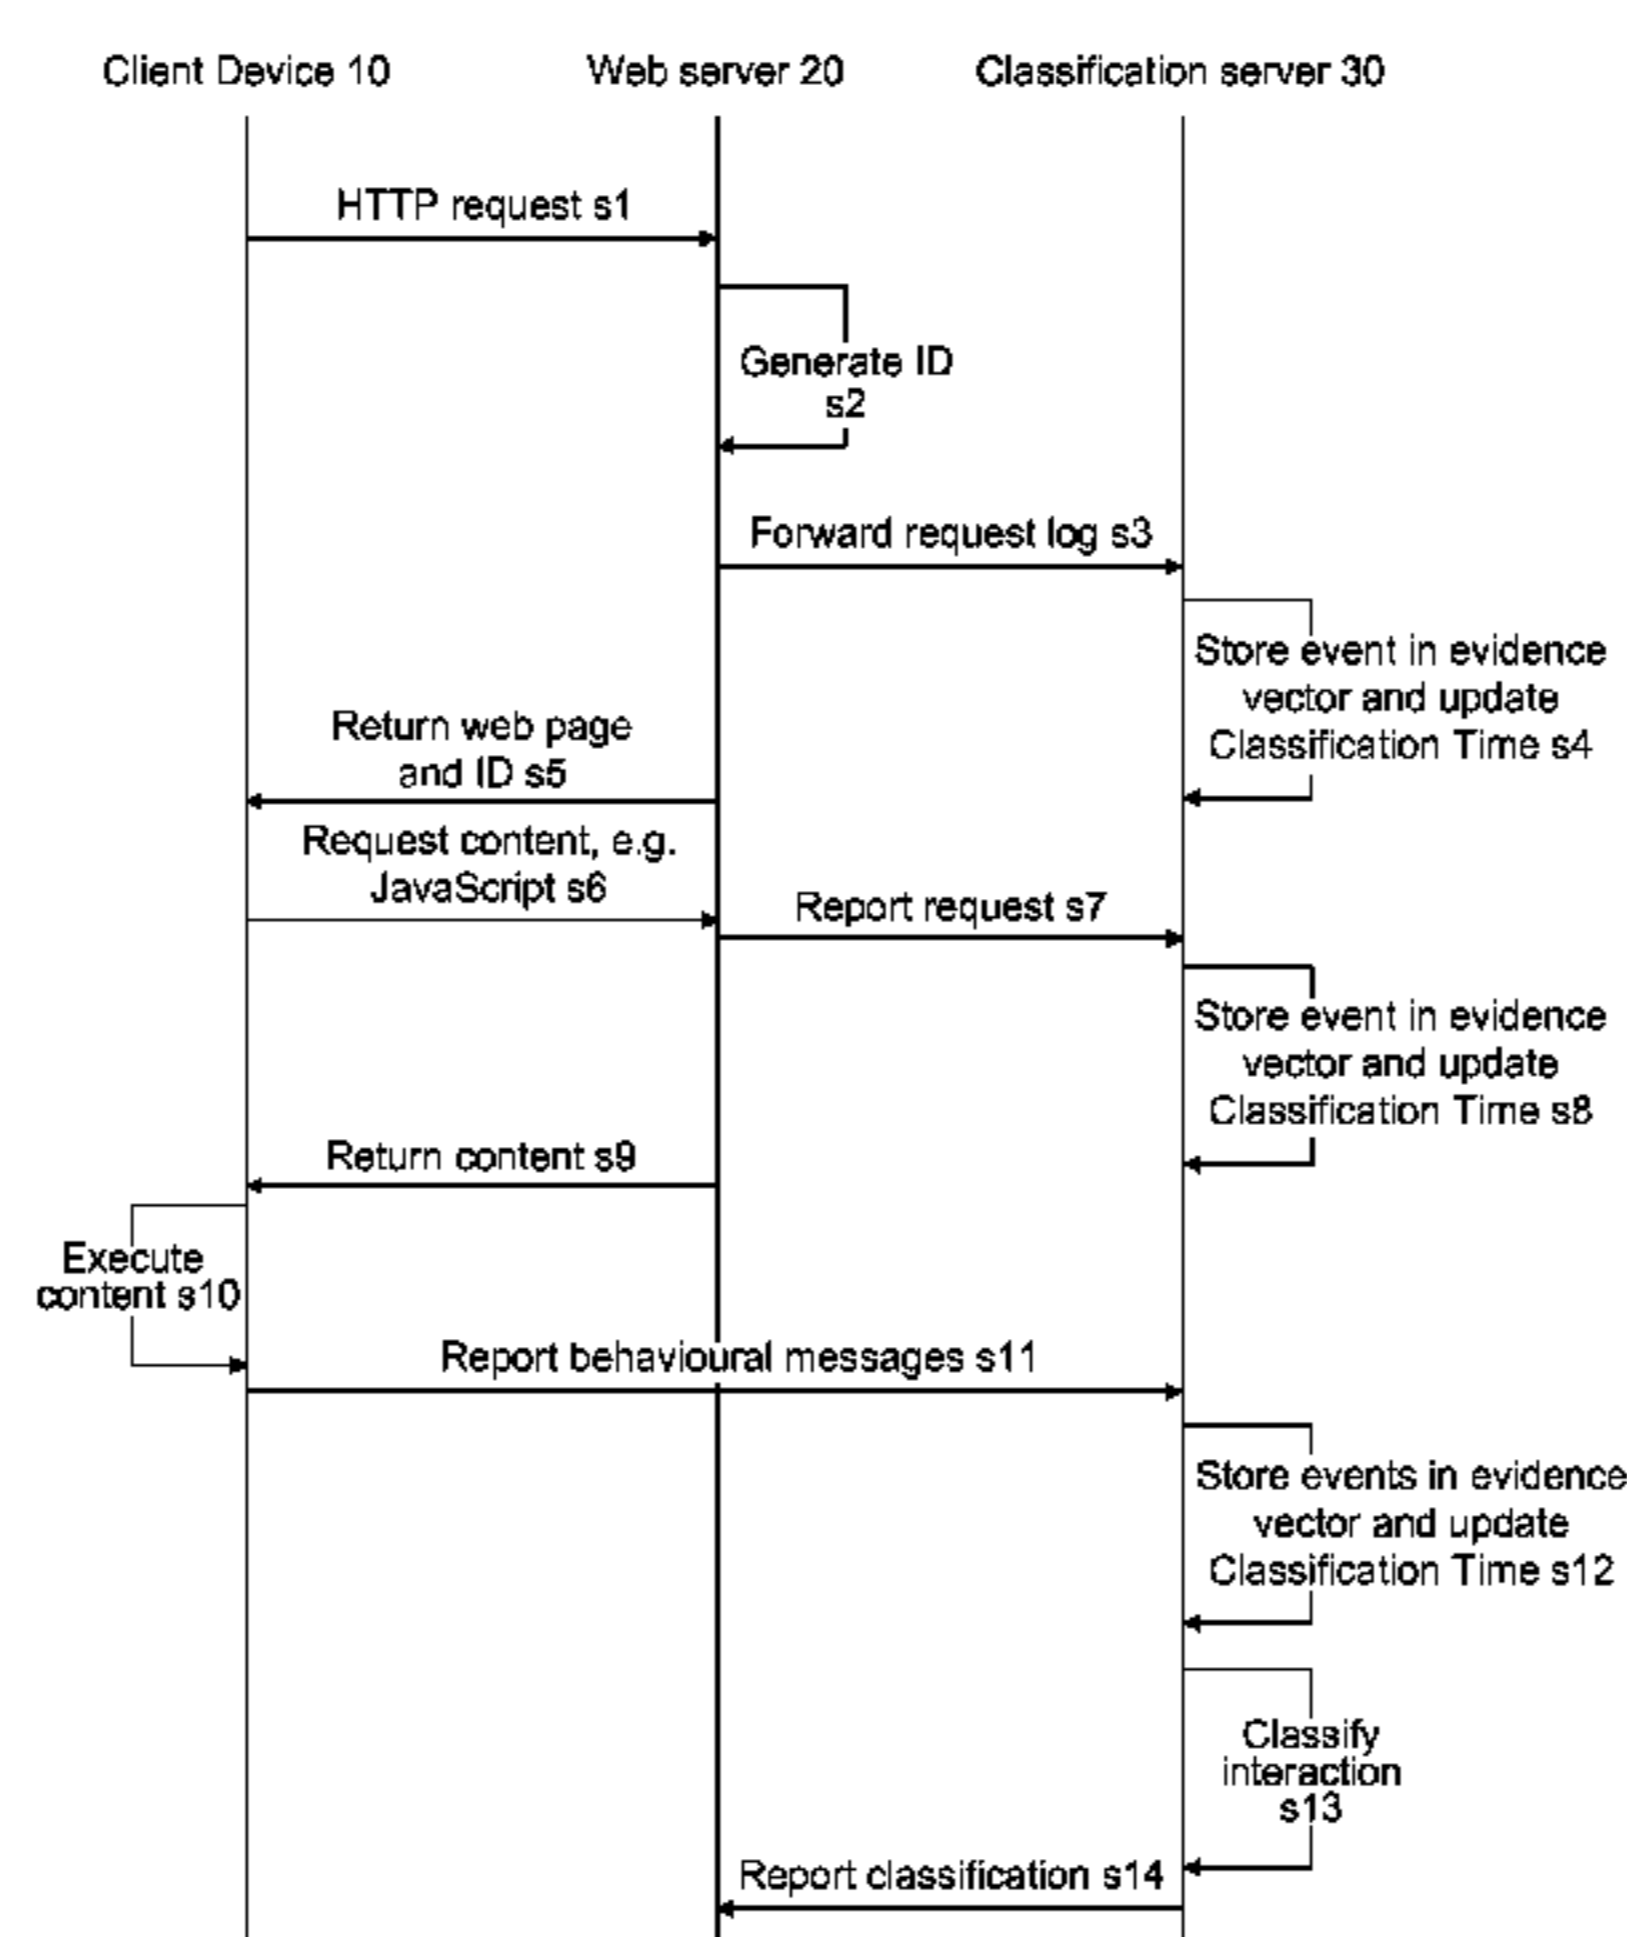 Client Device 10
Web server 20
Classification server 30
HTTP request s1
Generate ID
s2
Forward request log s3
Store event in evidence
vector and update
Classification Time s4
Return web page
and ID s5
Request content, e.g.
JavaScript s6
Report request s7
Store event in evidence
vector and update
Classification Time s8
Return content s9
Execute
content s10
Report behavioural messages s11
Store events in evidence
vector and update
Classification Time s12
Classify
interaction
s13
Report classification s14